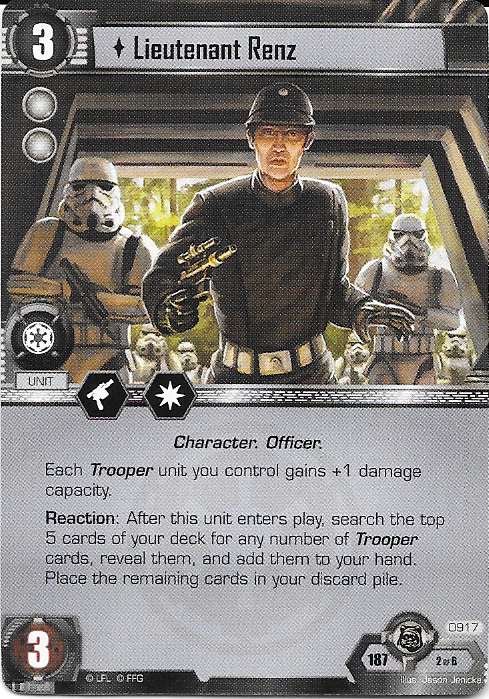 3
Lieutenant Renz
UNIT
Character. Officer.
Each Trooper unit you control gains +1 damage
capacity.
Reaction: After this unit enters play, search the top
5 cards of your deck for any number of Trooper
cards, reveal them, and add them to your hand.
Place the remaining cards in your discard pile.
3
0917
187
2 of 6
© LFL © FFG
Illus. Jason Jenicke